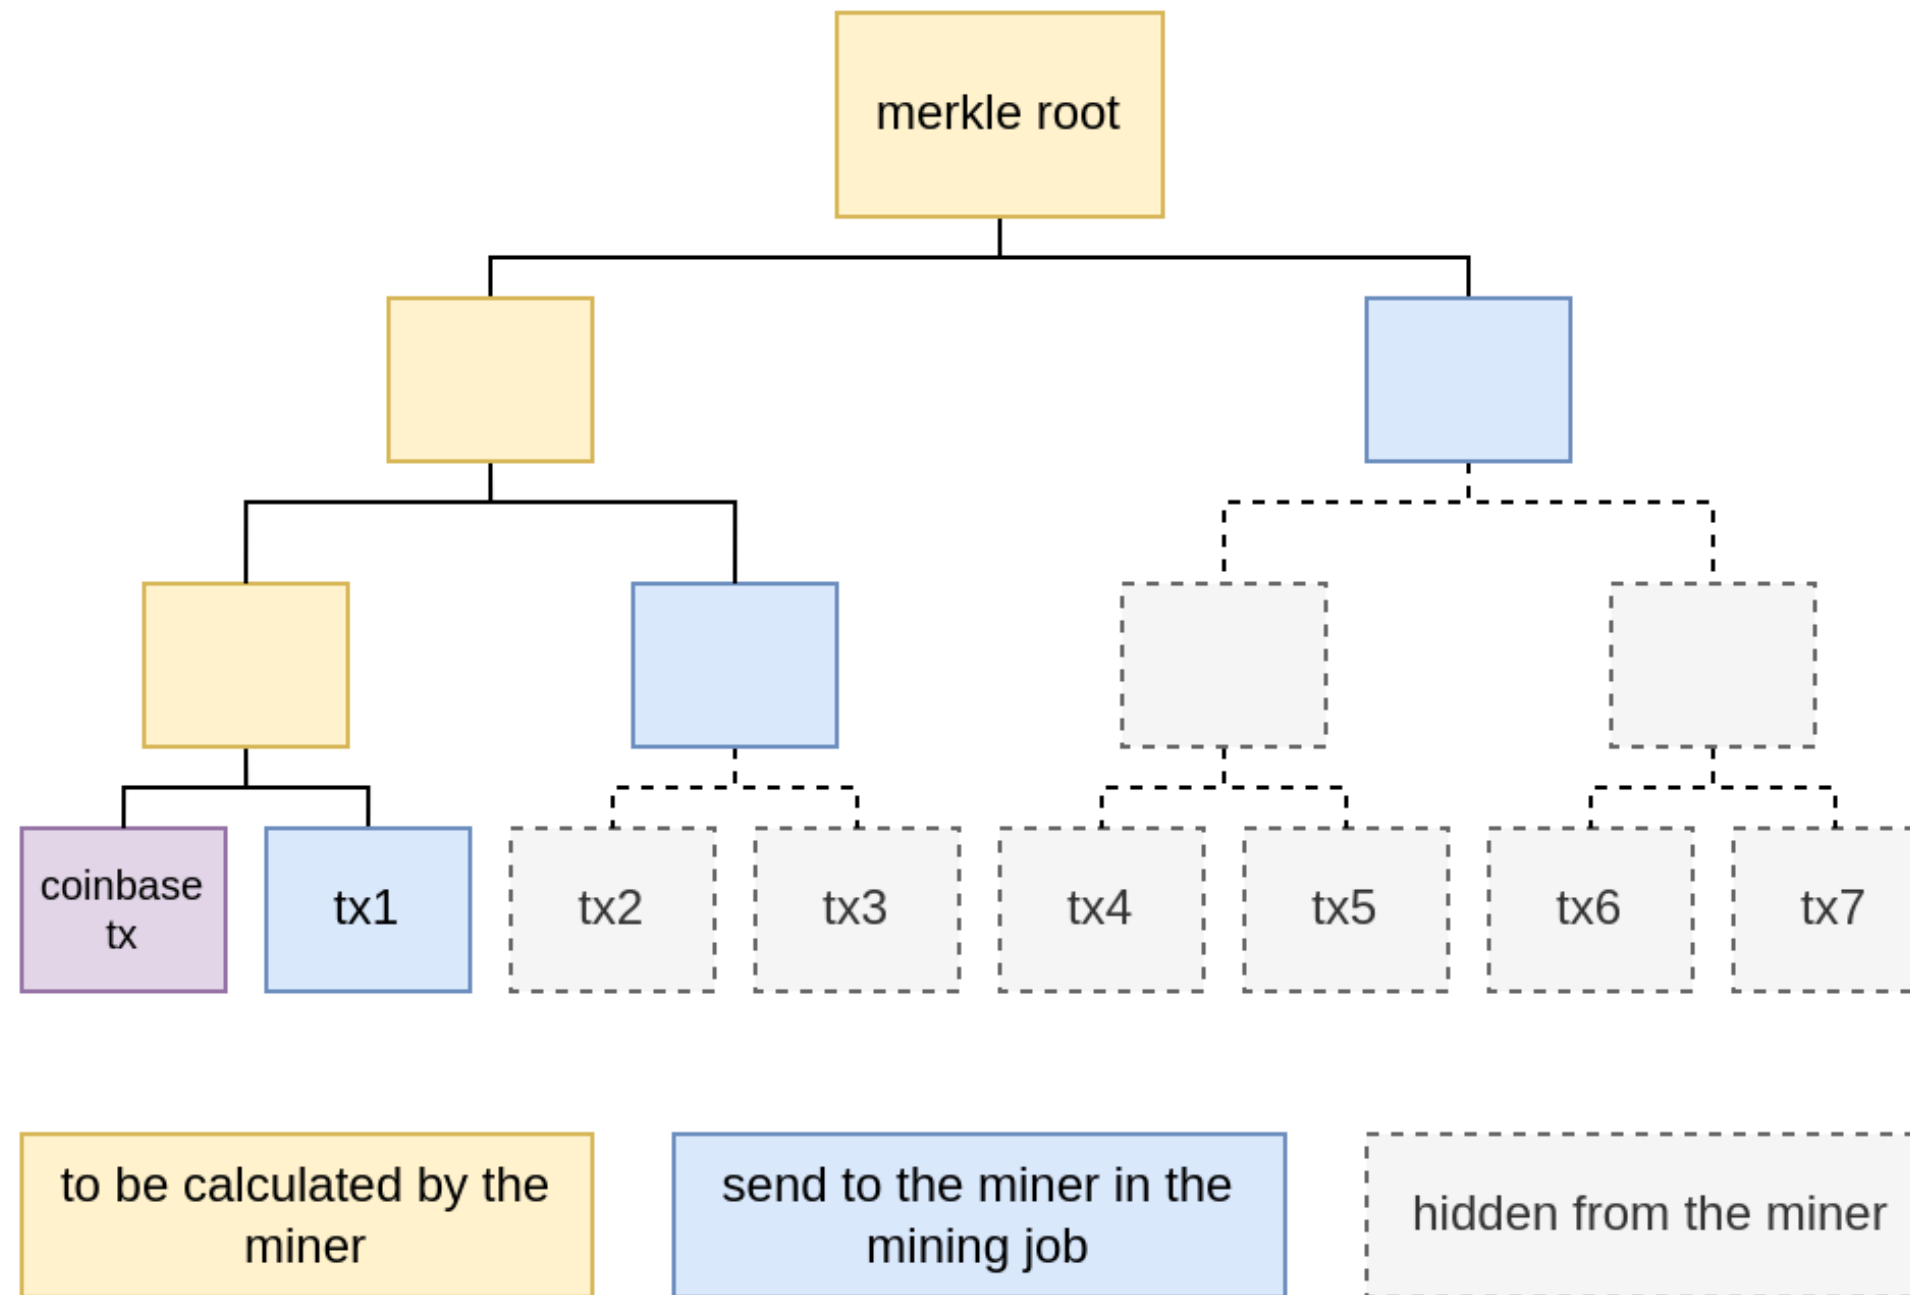 merkle root
coinbase
tx
tx1
tx2
tx3
tx4
tx5
tx6
tx7
to be calculated by the
miner
send to the miner in the
mining job
hidden from the miner